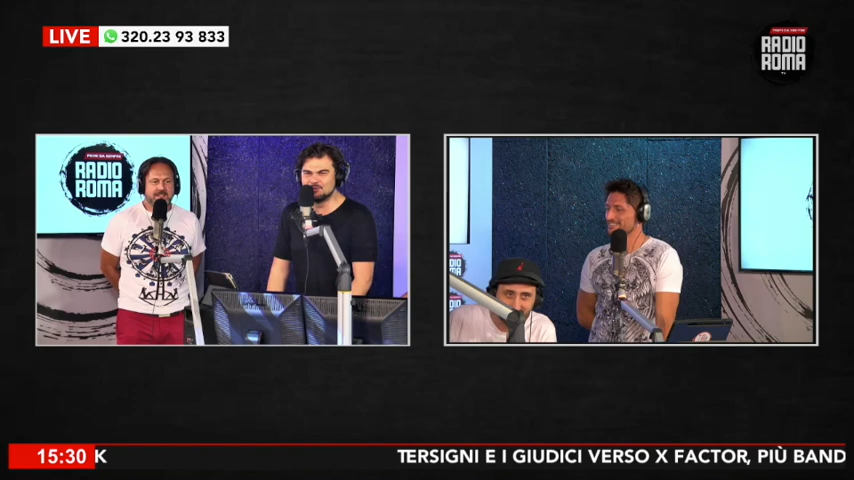 LIVE 320.23 93 833
RADIO
ROMA
RADIO
ROMA
15:30 K TERSIGNI E I GIUDICI VERSO X FACTOR, PIÙ BAND